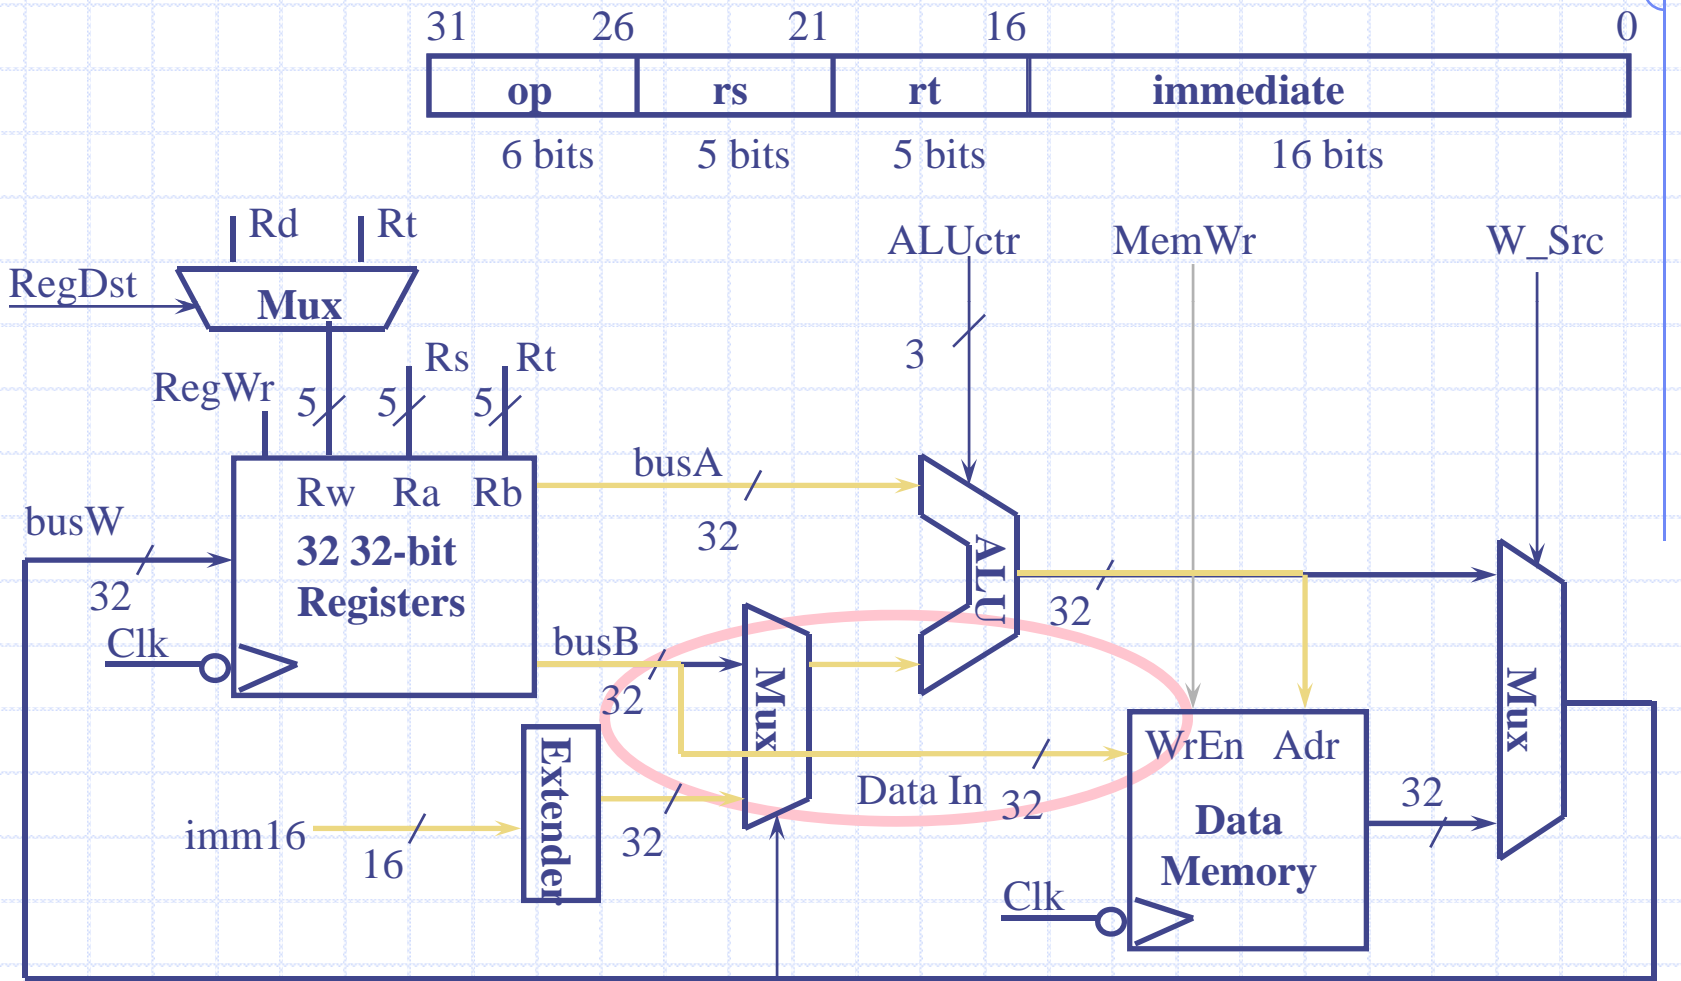 31 26 21 16 0
op rs rt immediate
6 bits 5 bits 5 bits 16 bits
Rd Rt
ALUctr MemWr W_Src
RegDst
Mux
Rs Rt
3
RegWr 5 5 5
busA
Rw Ra Rb
busW
32
32 32-bit
Registers
ALU
32
32
Clk
busB
32
Mux
Mux
WrEn Adr
Extender
Data In 32
32
Data
Memory
imm16
32
16
Clk